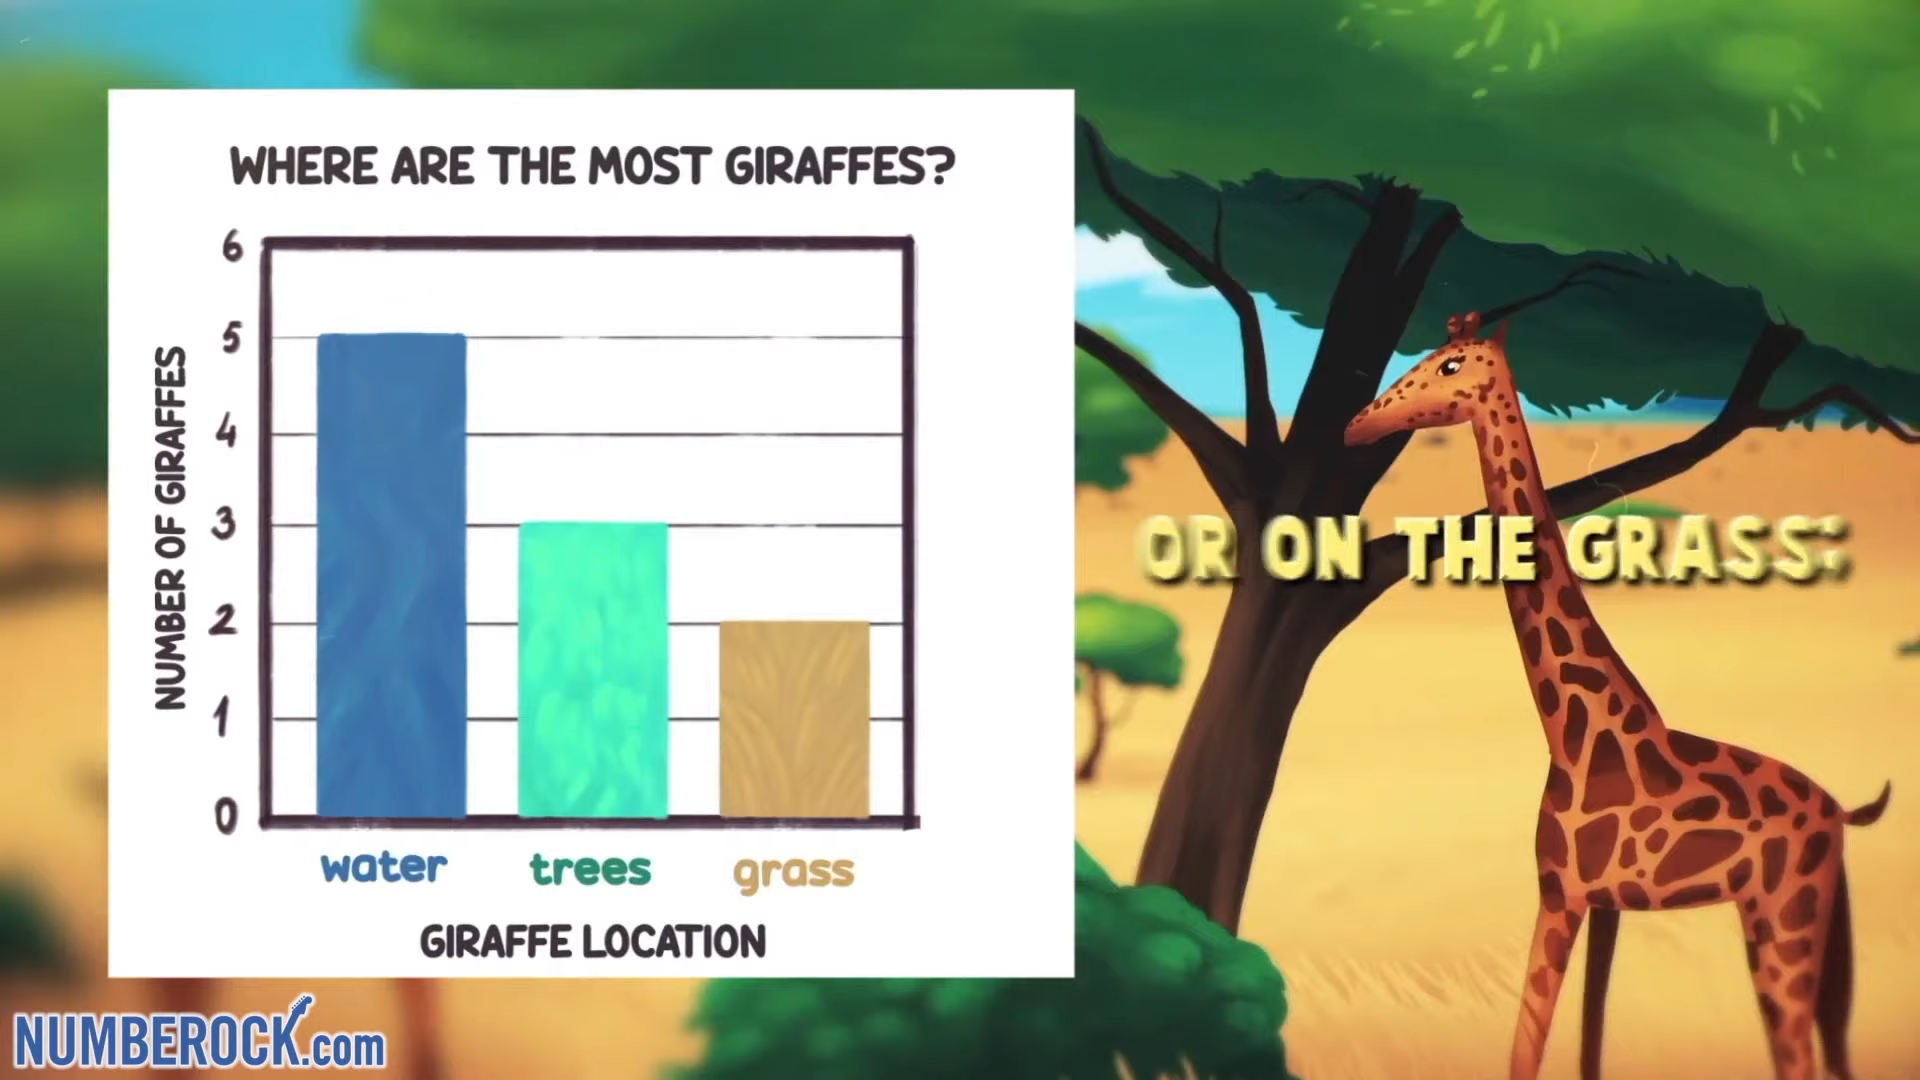 WHERE ARE THE MOST GIRAFFES?
NUMBER OF GIRAFFES
6
5
4
3
2
1
0
water trees grass
GIRAFFE LOCATION
OR ON THE GRASS:
NUMBEROCK.com